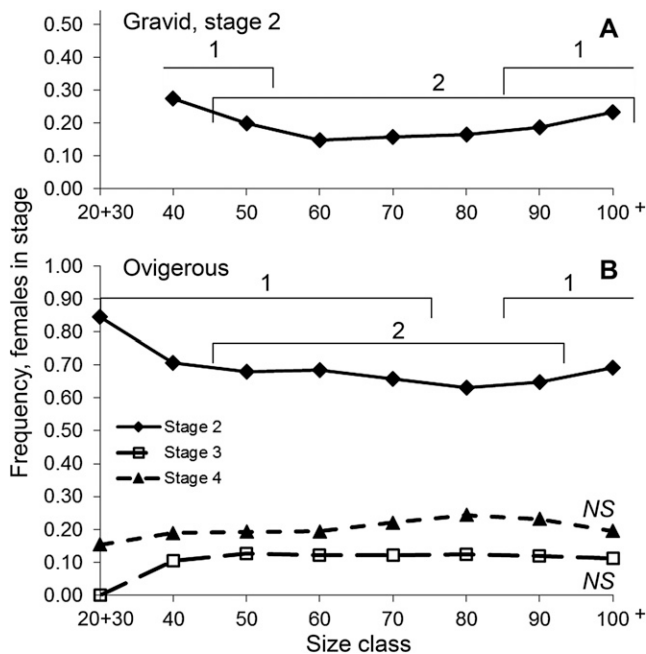 Gravid, stage 2
A
0.50
0.40
0.30
0.20
0.10
0.00
1
1
2
20+30 40 50 60 70 80 90 100 +
Frequency, females in stage
Ovigerous
B
1.00
0.90
0.80
0.70
0.60
0.50
0.40
0.30
0.20
0.10
0.00
1
1
2
Stage 2
Stage 3
Stage 4
NS
NS
20+30 40 50 60 70 80 90 100 +
Size class